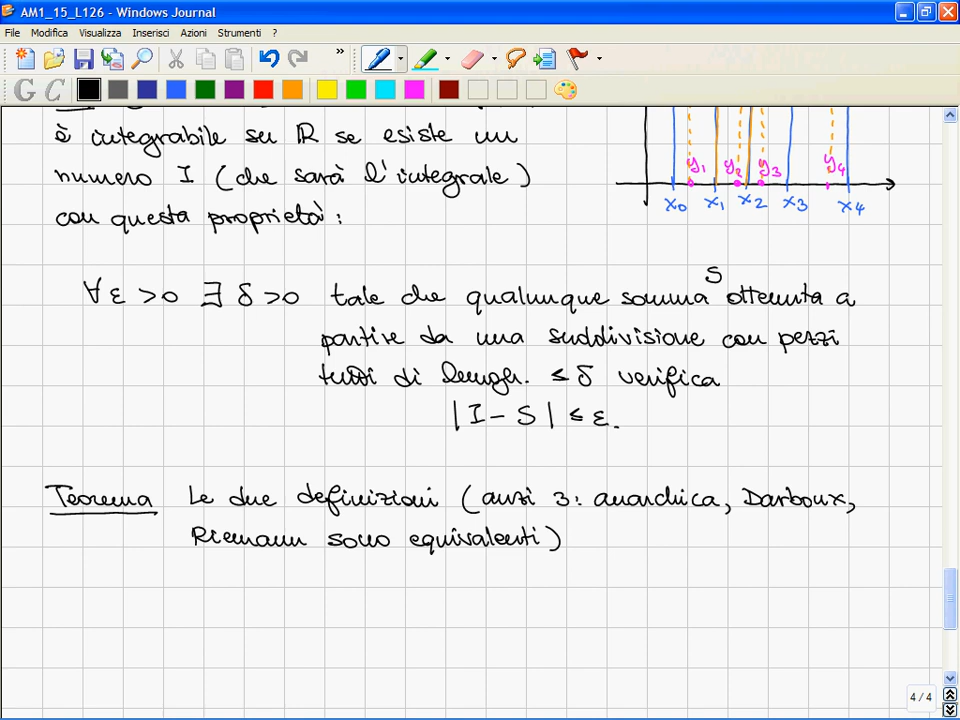 AM1_15_L126 - Windows Journal
File Modifica Visualizza Inserisci Azioni Strumenti ?
è integrabile su R se esiste un
numero I (che sarà l'integrale)
con questa proprietà:
y1 y2 y3 y4
x0 x1 x2 x3 x4
∀ ε > 0 ∃ δ > 0 tale che qualunque somma S ottenuta a
partire da una suddivisione con pezzi
tutti di lungh. ≤ δ verifica
|I - S| ≤ ε.
Teorema Le due definizioni (anzi 3: anarchica, Darboux,
Riemann sono equivalenti)
4 / 4